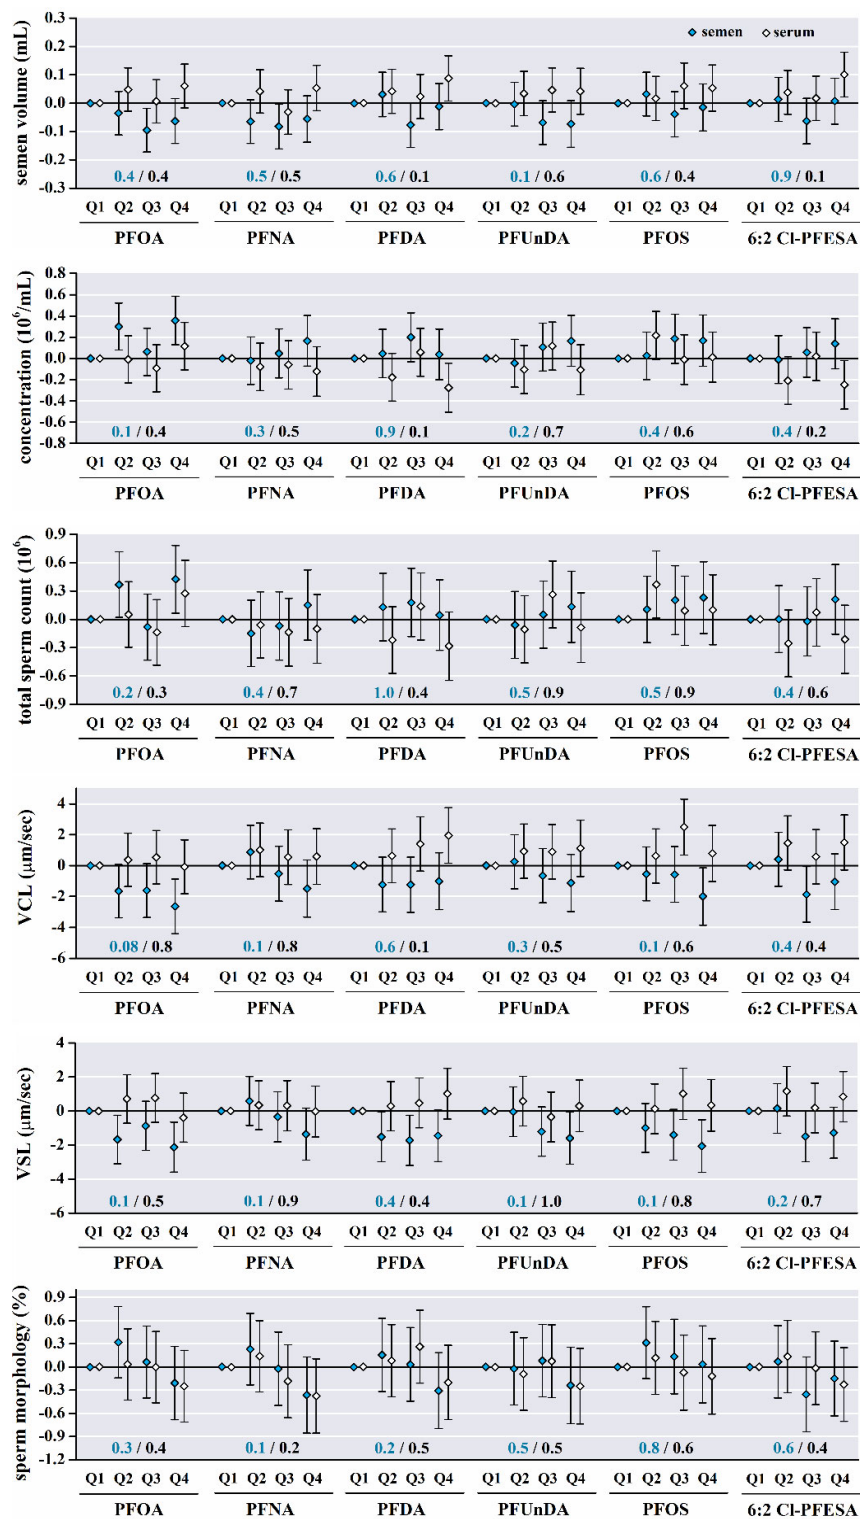 semen volume (mL)
semen serum
0.3
0.2
0.1
0.0
-0.1
-0.2
-0.3
0.4 / 0.4 0.5 / 0.5 0.6 / 0.1 0.1 / 0.6 0.6 / 0.4 0.9 / 0.1
Q1 Q2 Q3 Q4 Q1 Q2 Q3 Q4 Q1 Q2 Q3 Q4 Q1 Q2 Q3 Q4 Q1 Q2 Q3 Q4 Q1 Q2 Q3 Q4
PFOA PFNA PFDA PFUnDA PFOS 6:2 Cl-PFESA
concentration (10⁶/mL)
0.8
0.6
0.4
0.2
0.0
-0.2
-0.4
-0.6
-0.8
0.1 / 0.4 0.3 / 0.5 0.9 / 0.1 0.2 / 0.7 0.4 / 0.6 0.4 / 0.2
Q1 Q2 Q3 Q4 Q1 Q2 Q3 Q4 Q1 Q2 Q3 Q4 Q1 Q2 Q3 Q4 Q1 Q2 Q3 Q4 Q1 Q2 Q3 Q4
PFOA PFNA PFDA PFUnDA PFOS 6:2 Cl-PFESA
total sperm count (10⁶)
0.9
0.6
0.3
0.0
-0.3
-0.6
-0.9
0.2 / 0.3 0.4 / 0.7 1.0 / 0.4 0.5 / 0.9 0.5 / 0.9 0.4 / 0.6
Q1 Q2 Q3 Q4 Q1 Q2 Q3 Q4 Q1 Q2 Q3 Q4 Q1 Q2 Q3 Q4 Q1 Q2 Q3 Q4 Q1 Q2 Q3 Q4
PFOA PFNA PFDA PFUnDA PFOS 6:2 Cl-PFESA
VCL (μm/sec)
4
2
0
-2
-4
-6
0.08 / 0.8 0.1 / 0.8 0.6 / 0.1 0.3 / 0.5 0.1 / 0.6 0.4 / 0.4
Q1 Q2 Q3 Q4 Q1 Q2 Q3 Q4 Q1 Q2 Q3 Q4 Q1 Q2 Q3 Q4 Q1 Q2 Q3 Q4 Q1 Q2 Q3 Q4
PFOA PFNA PFDA PFUnDA PFOS 6:2 Cl-PFESA
VSL (μm/sec)
4
2
0
-2
-4
-6
0.1 / 0.5 0.1 / 0.9 0.4 / 0.4 0.1 / 1.0 0.1 / 0.8 0.2 / 0.7
Q1 Q2 Q3 Q4 Q1 Q2 Q3 Q4 Q1 Q2 Q3 Q4 Q1 Q2 Q3 Q4 Q1 Q2 Q3 Q4 Q1 Q2 Q3 Q4
PFOA PFNA PFDA PFUnDA PFOS 6:2 Cl-PFESA
sperm morphology (%)
0.9
0.6
0.3
0.0
-0.3
-0.6
-0.9
-1.2
0.3 / 0.4 0.1 / 0.2 0.2 / 0.5 0.5 / 0.5 0.8 / 0.6 0.6 / 0.4
Q1 Q2 Q3 Q4 Q1 Q2 Q3 Q4 Q1 Q2 Q3 Q4 Q1 Q2 Q3 Q4 Q1 Q2 Q3 Q4 Q1 Q2 Q3 Q4
PFOA PFNA PFDA PFUnDA PFOS 6:2 Cl-PFESA